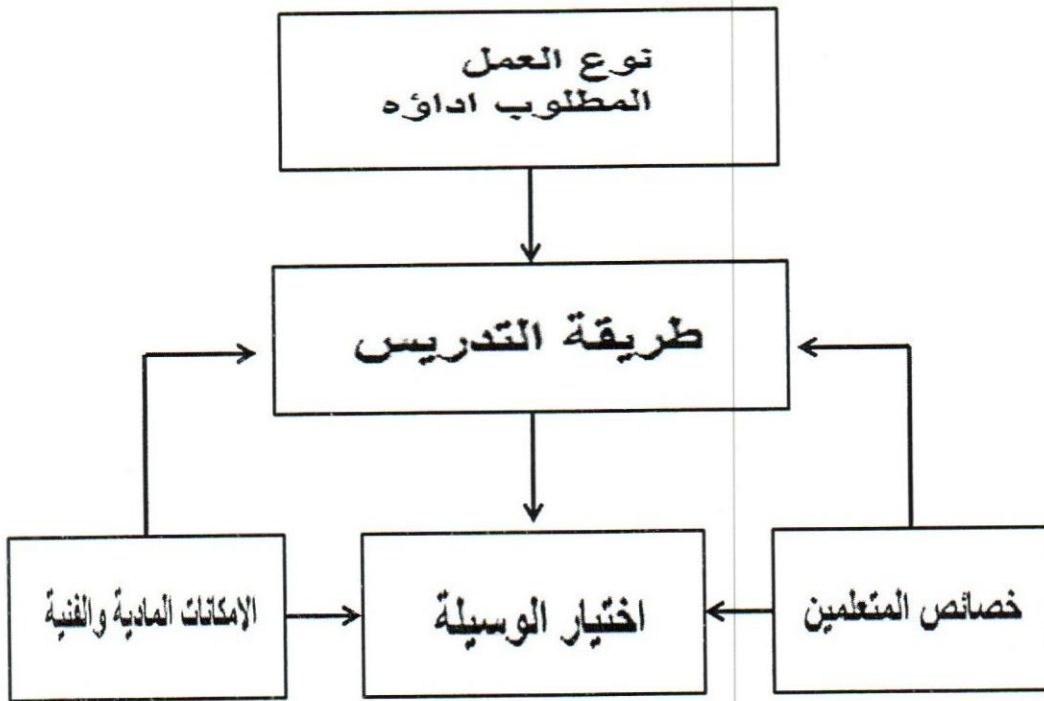 نوع العمل
المطلوب اداؤه
طريقة التدريس
خصائص المتعلمين
اختيار الوسيلة
الامكانات المادية والفنية